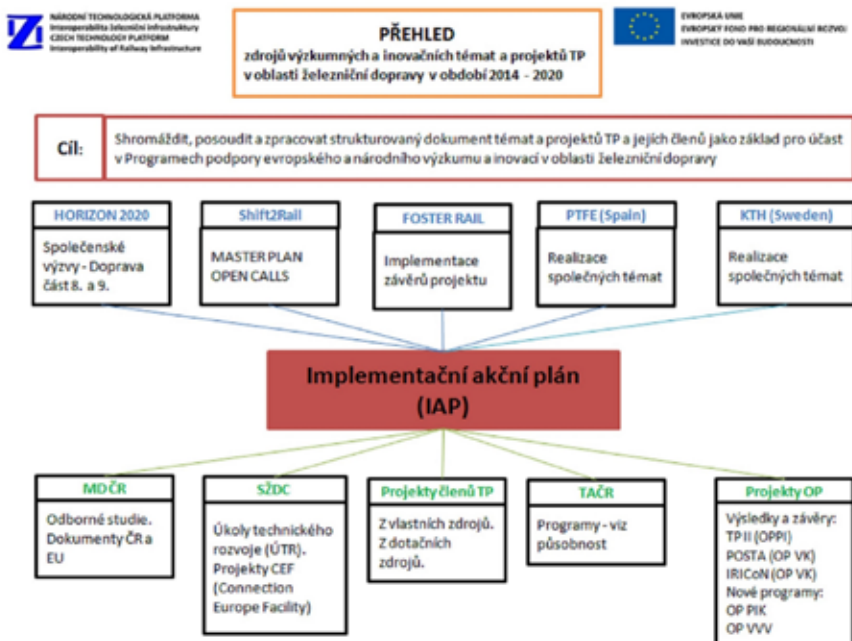 NÁRODNÍ TECHNOLOGICKÁ PLATFORMA
Interoperabilita železniční infrastruktury
CZECH TECHNOLOGY PLATFORM
Interoperability of Railway Infrastructure
PŘEHLED
zdrojů výzkumných a inovačních témat a projektů TP
v oblasti železniční dopravy v období 2014 - 2020
EVROPSKÁ UNIE
EVROPSKÝ FOND PRO REGIONÁLNÍ ROZVOJ
INVESTICE DO VAŠÍ BUDOUCNOSTI
Cíl:
Shromáždit, posoudit a zpracovat strukturovaný dokument témat a projektů TP a jejích členů jako základ pro účast
v Programech podpory evropského a národního výzkumu a inovací v oblasti železniční dopravy
HORIZON 2020
Společenské
výzvy - Doprava
část 8. a 9.
Shift2Rail
MASTER PLAN
OPEN CALLS
FOSTER RAIL
Implementace
závěrů projektu
PTFE (Spain)
Realizace
společných témat
KTH (Sweden)
Realizace
společných témat
Implementační akční plán
(IAP)
MD ČR
Odborné studie.
Dokumenty ČR a
EU
SŽDC
Úkoly technického
rozvoje (ÚTR).
Projekty CEF
(Connection
Europe Facility)
Projekty členů TP
Z vlastních zdrojů.
Z dotačních
zdrojů.
TAČR
Programy - viz
působnost
Projekty OP
Výsledky a závěry:
TP II (OPPI)
POSTA (OP VK)
IRICoN (OP VK)
Nové programy:
OP PIK
OP VVV